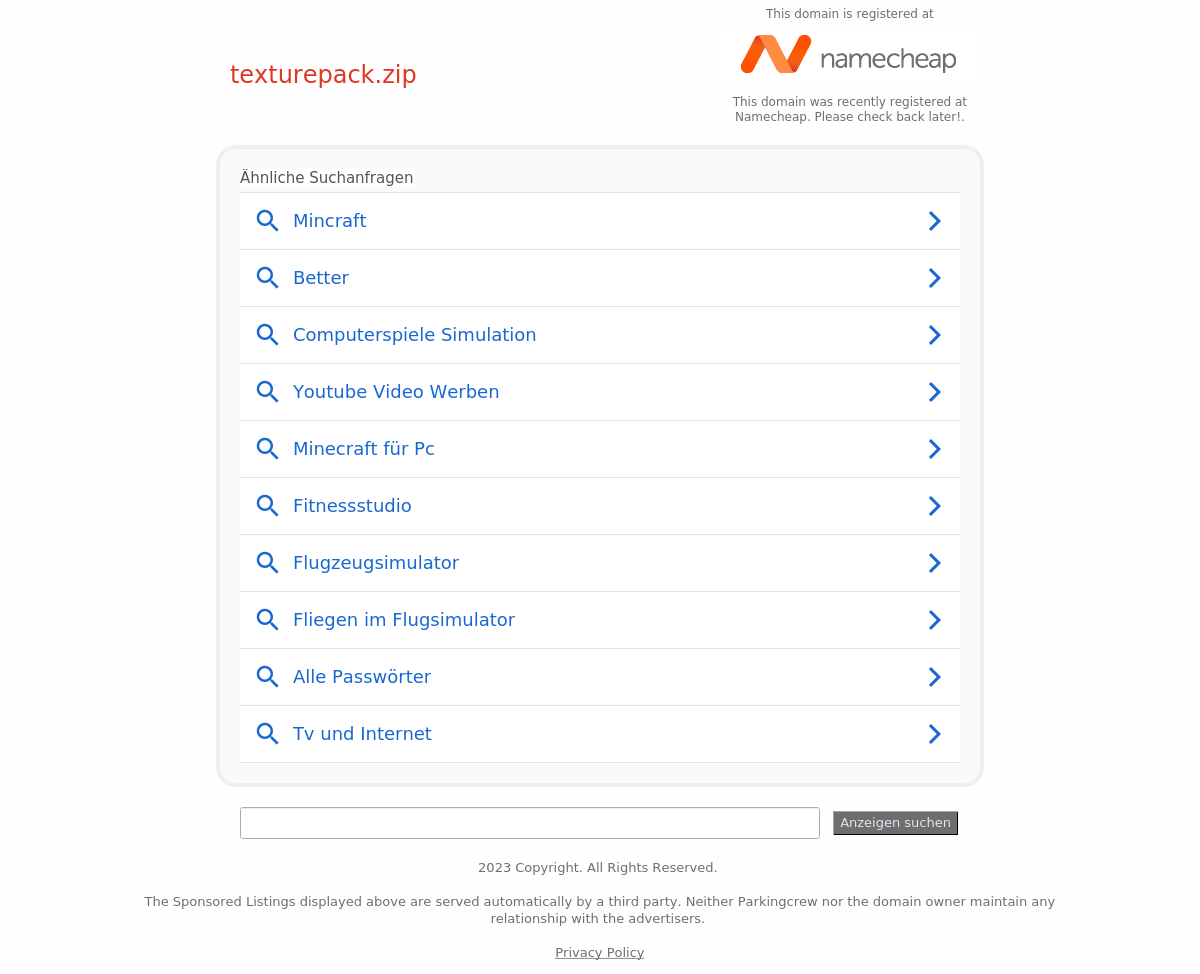 This domain is registered at
namecheap
texturepack.zip
This domain was recently registered at
Namecheap. Please check back later!.
Ähnliche Suchanfragen
Mincraft
Better
Computerspiele Simulation
Youtube Video Werben
Minecraft für Pc
Fitnessstudio
Flugzeugsimulator
Fliegen im Flugsimulator
Alle Passwörter
Tv und Internet
Anzeigen suchen
2023 Copyright. All Rights Reserved.
The Sponsored Listings displayed above are served automatically by a third party. Neither Parkingcrew nor the domain owner maintain any
relationship with the advertisers.
Privacy Policy